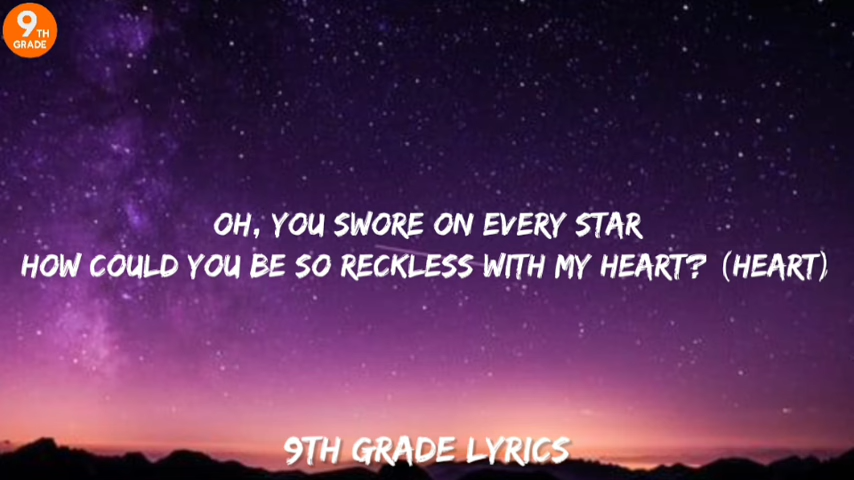 9TH
GRADE
OH, YOU SWORE ON EVERY STAR
HOW COULD YOU BE SO RECKLESS WITH MY HEART? (HEART)
9TH GRADE LYRICS